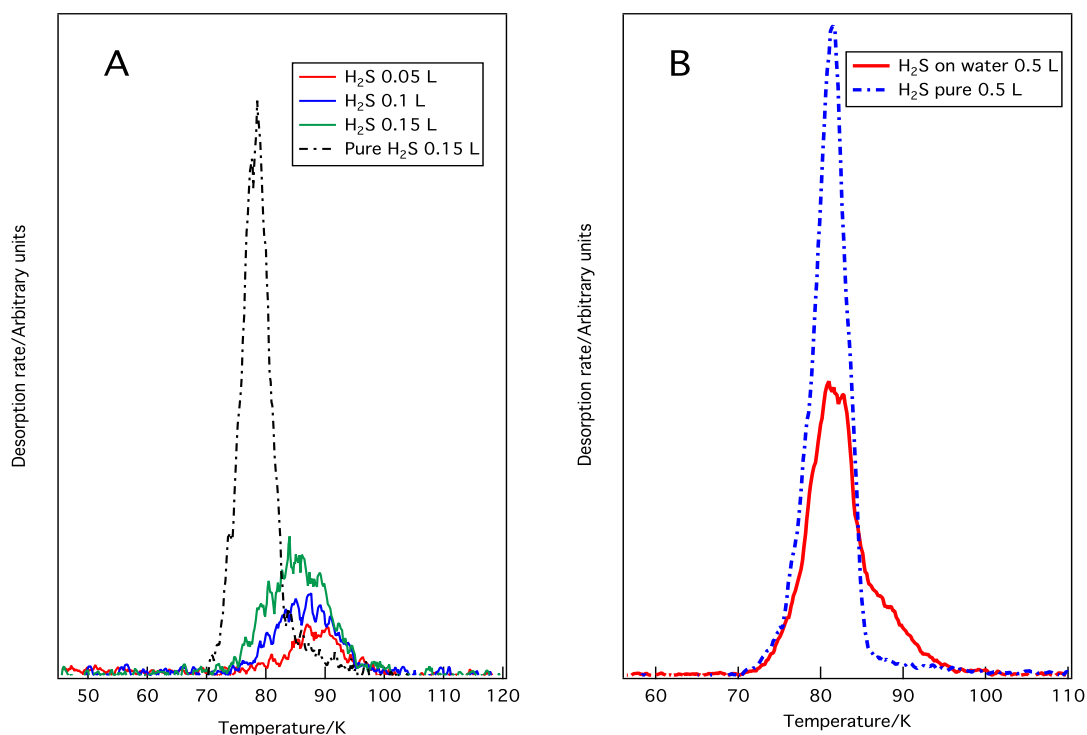 A
H₂S 0.05 L
H₂S 0.1 L
H₂S 0.15 L
Pure H₂S 0.15 L
Desorption rate/Arbitrary units
50 60 70 80 90 100 110 120
Temperature/K
B
H₂S on water 0.5 L
H₂S pure 0.5 L
Desorption rate/Arbitrary units
60 70 80 90 100 110
Temperature/K